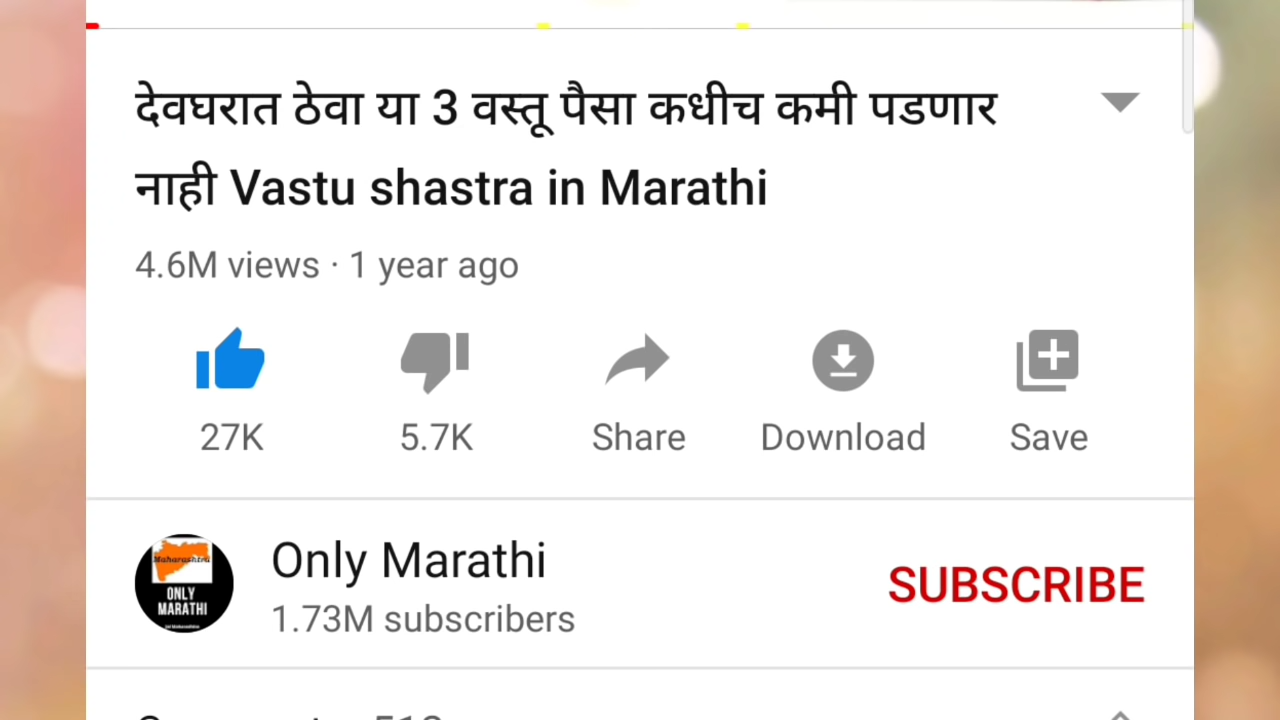 देवघरात ठेवा या 3 वस्तू पैसा कधीच कमी पडणार
नाही Vastu shastra in Marathi
4.6M views · 1 year ago
27K
5.7K
Share
Download
Save
Maharashtra
ONLY
MARATHI
Only Marathi
1.73M subscribers
SUBSCRIBE